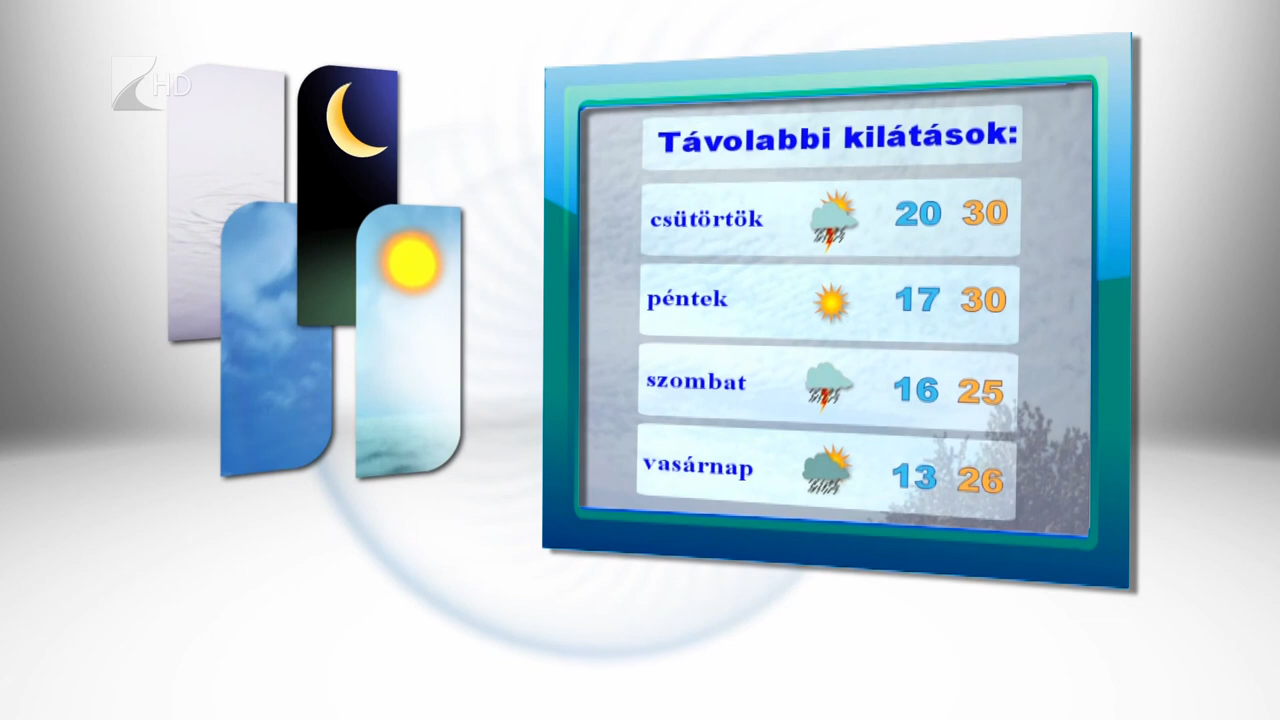 HD
Távolabbi kilátások:
csütörtök 20 30
péntek 17 30
szombat 16 25
vasárnap 13 26